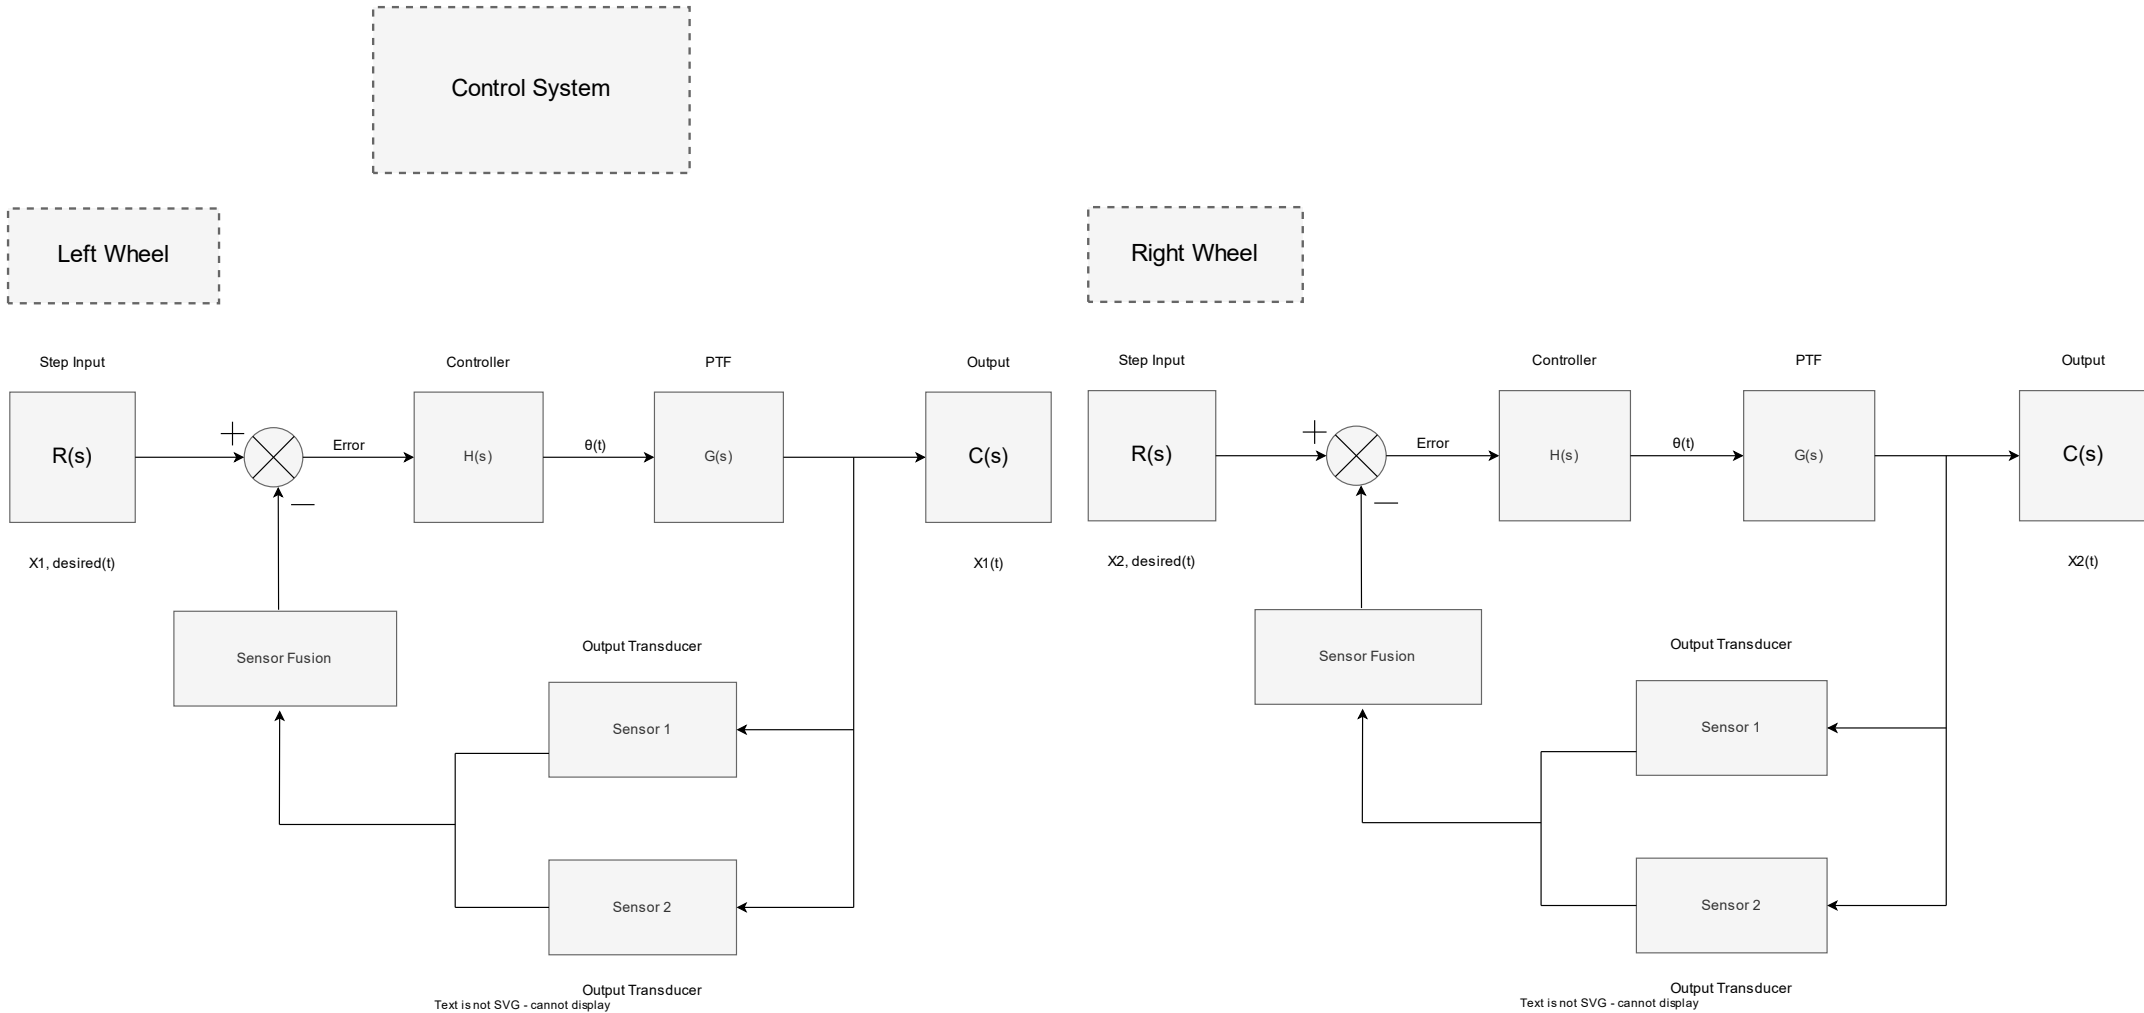 Control System
Left Wheel
Right Wheel
Step Input
Controller
PTF
Output
R(s)
+
Error
H(s)
θ(t)
G(s)
C(s)
—
X1, desired(t)
X1(t)
Sensor Fusion
Output Transducer
Sensor 1
Sensor 2
Output Transducer
Text is not SVG - cannot display
Step Input
Controller
PTF
Output
R(s)
+
Error
H(s)
θ(t)
G(s)
C(s)
—
X2, desired(t)
X2(t)
Sensor Fusion
Output Transducer
Sensor 1
Sensor 2
Output Transducer
Text is not SVG - cannot display